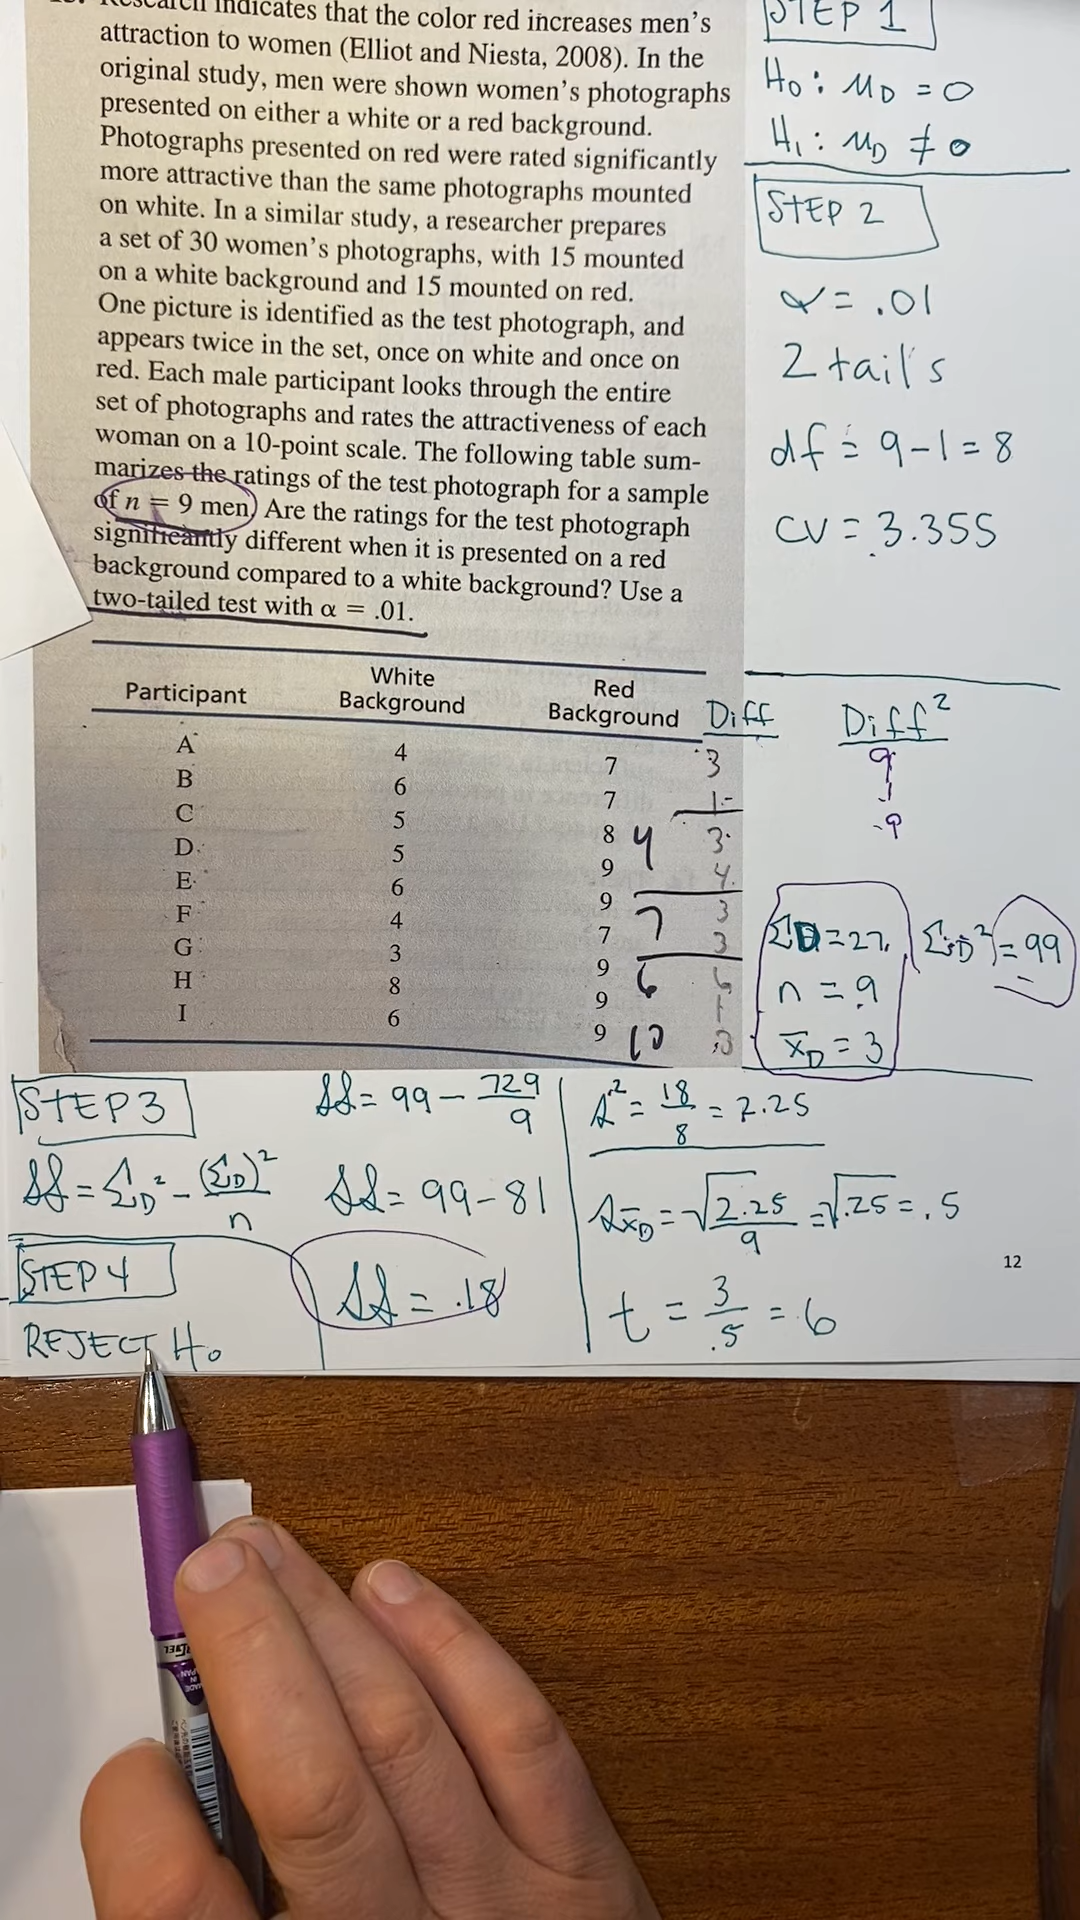 Research indicates that the color red increases men's
attraction to women (Elliot and Niesta, 2008). In the
original study, men were shown women's photographs
presented on either a white or a red background.
Photographs presented on red were rated significantly
more attractive than the same photographs mounted
on white. In a similar study, a researcher prepares
a set of 30 women's photographs, with 15 mounted
on a white background and 15 mounted on red.
One picture is identified as the test photograph, and
appears twice in the set, once on white and once on
red. Each male participant looks through the entire
set of photographs and rates the attractiveness of each
woman on a 10-point scale. The following table sum-
marizes the ratings of the test photograph for a sample
of n = 9 men. Are the ratings for the test photograph
significantly different when it is presented on a red
background compared to a white background? Use a
two-tailed test with α = .01.
STEP 1
H₀ : μD = 0
H₁ : μD ≠ 0
STEP 2
α = .01
2 tails
df = 9 - 1 = 8
CV = 3.355
Participant White Background Red Background Diff Diff²
A 4 7 3 9
B 6 7 1 1
C 5 8 3 9
D 5 9 4
E 6 9 3
F 4 7 3
G 3 9 6
H 8 9 1
I 6 9 3
4
7
6
10
ΣD = 27
n = 9
x̄D = 3
ΣD² = 99
STEP 3
SS = ΣD² - (ΣD)²/n
SS = 99 - 729/9
SS = 99 - 81
SS = 18
s² = 18/8 = 2.25
sx̄D = √2.25/9 = √.25 = .5
t = 3/.5 = 6
12
STEP 4
REJECT H₀
MADE
IN